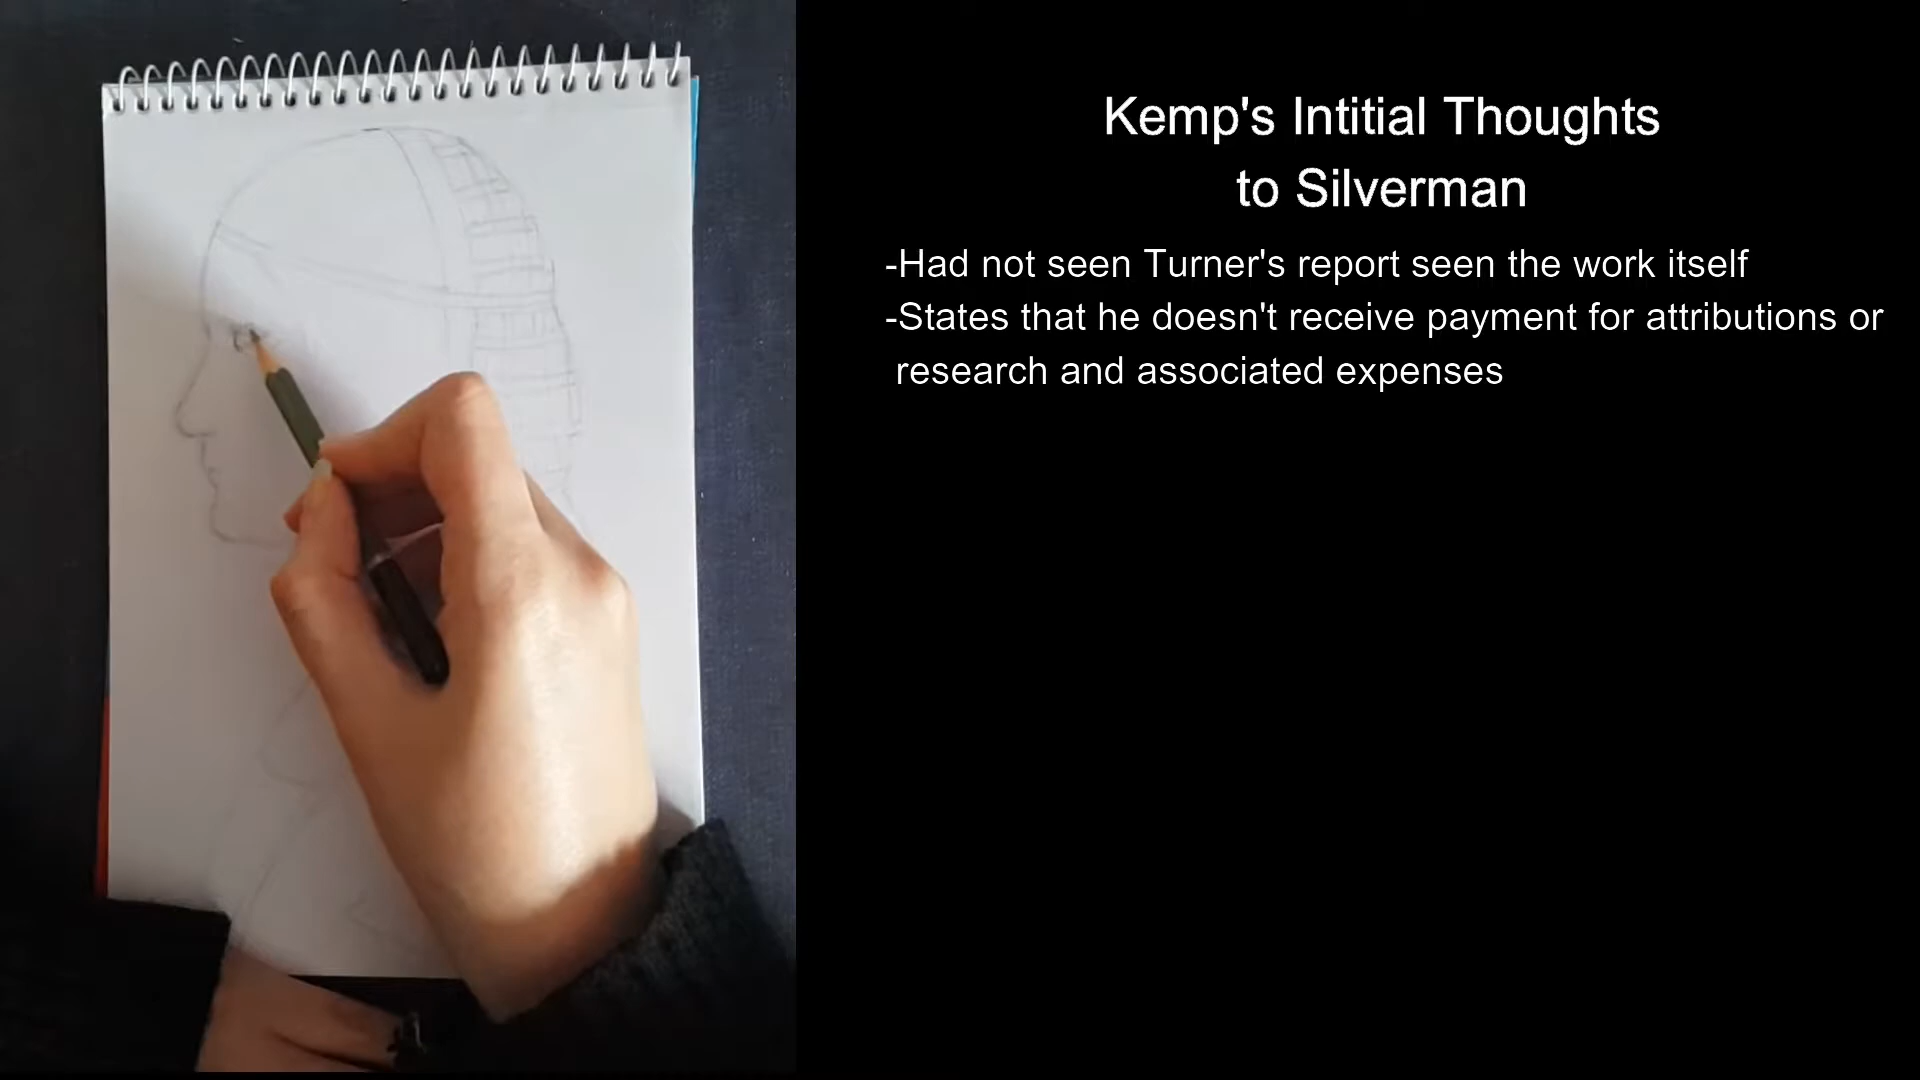 Kemp's Intitial Thoughts
to Silverman
-Had not seen Turner's report seen the work itself
-States that he doesn't receive payment for attributions or
research and associated expenses